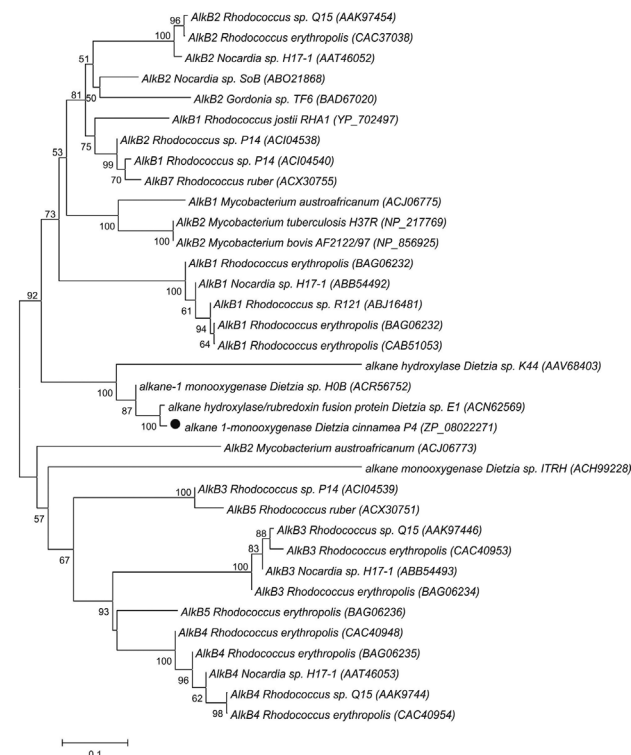 96
AlkB2 Rhodococcus sp. Q15 (AAK97454)
100
AlkB2 Rhodococcus erythropolis (CAC37038)
AlkB2 Nocardia sp. H17-1 (AAT46052)
51
AlkB2 Nocardia sp. SoB (ABO21868)
81
50
AlkB2 Gordonia sp. TF6 (BAD67020)
AlkB1 Rhodococcus jostii RHA1 (YP_702497)
75
AlkB2 Rhodococcus sp. P14 (ACI04538)
53
99
AlkB1 Rhodococcus sp. P14 (ACI04540)
70
AlkB7 Rhodococcus ruber (ACX30755)
AlkB1 Mycobacterium austroafricanum (ACJ06775)
73
100
AlkB2 Mycobacterium tuberculosis H37R (NP_217769)
100
AlkB2 Mycobacterium bovis AF2122/97 (NP_856925)
AlkB1 Rhodococcus erythropolis (BAG06232)
100
AlkB1 Nocardia sp. H17-1 (ABB54492)
92
61
AlkB1 Rhodococcus sp. R121 (ABJ16481)
94
AlkB1 Rhodococcus erythropolis (BAG06232)
64
AlkB1 Rhodococcus erythropolis (CAB51053)
alkane hydroxylase Dietzia sp. K44 (AAV68403)
100
alkane-1 monooxygenase Dietzia sp. H0B (ACR56752)
87
alkane hydroxylase/rubredoxin fusion protein Dietzia sp. E1 (ACN62569)
100
alkane 1-monooxygenase Dietzia cinnamea P4 (ZP_08022271)
AlkB2 Mycobacterium austroafricanum (ACJ06773)
alkane monooxygenase Dietzia sp. ITRH (ACH99228)
57
100
AlkB3 Rhodococcus sp. P14 (ACI04539)
AlkB5 Rhodococcus ruber (ACX30751)
67
88
AlkB3 Rhodococcus sp. Q15 (AAK97446)
83
AlkB3 Rhodococcus erythropolis (CAC40953)
100
AlkB3 Nocardia sp. H17-1 (ABB54493)
AlkB3 Rhodococcus erythropolis (BAG06234)
93
AlkB5 Rhodococcus erythropolis (BAG06236)
AlkB4 Rhodococcus erythropolis (CAC40948)
100
AlkB4 Rhodococcus erythropolis (BAG06235)
96
AlkB4 Nocardia sp. H17-1 (AAT46053)
62
AlkB4 Rhodococcus sp. Q15 (AAK9744)
98
AlkB4 Rhodococcus erythropolis (CAC40954)
0.1